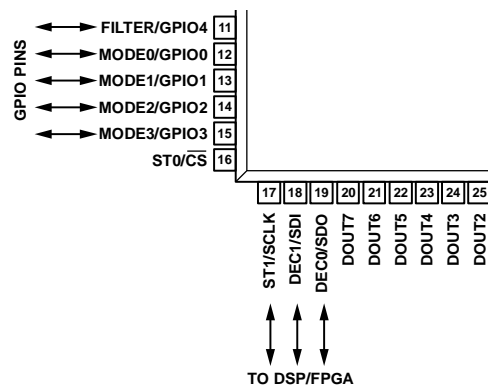 FILTER/GPIO4 11
MODE0/GPIO0 12
MODE1/GPIO1 13
MODE2/GPIO2 14
MODE3/GPIO3 15
ST0/C̅S̅ 16
GPIO PINS
17 18 19 20 21 22 23 24 25
ST1/SCLK
DEC1/SDI
DEC0/SDO
DOUT7
DOUT6
DOUT5
DOUT4
DOUT3
DOUT2
TO DSP/FPGA